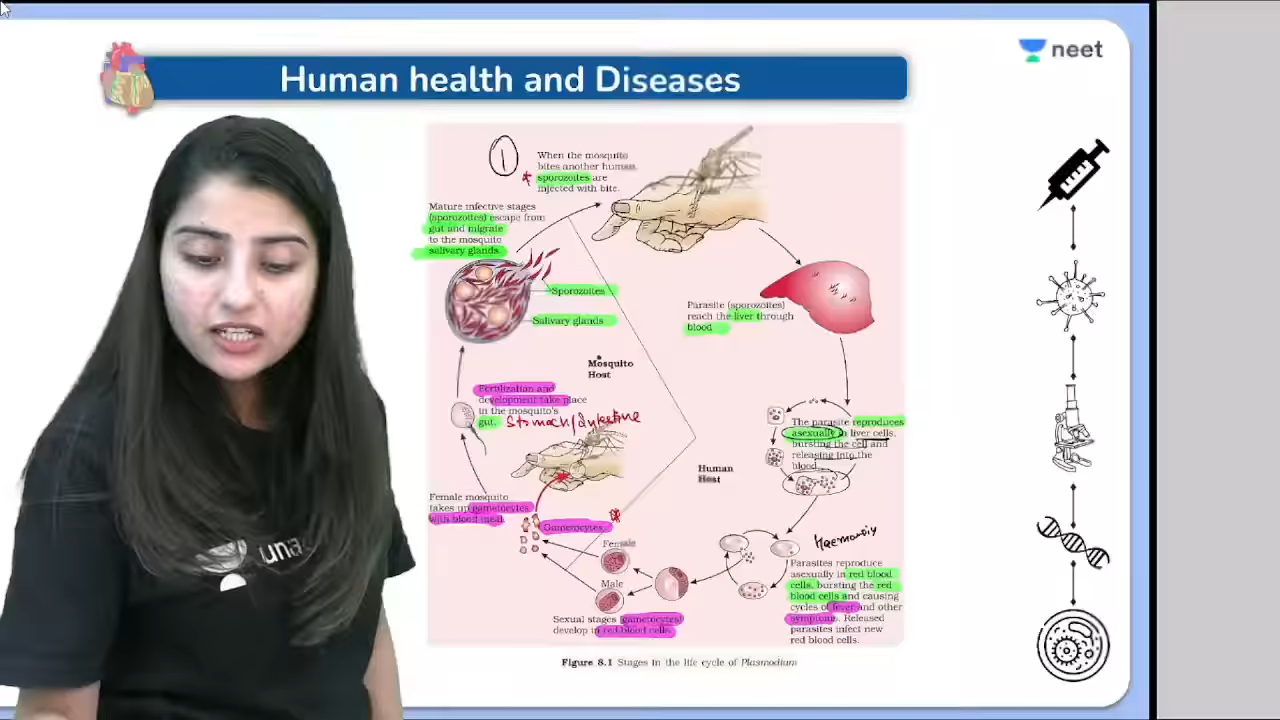 neet
Human health and Diseases
1
When the mosquito
bites another human,
sporozoites are
injected with bite.
Mature infective stages
(sporozoites) escape from
gut and migrate
to the mosquito
salivary glands.
Sporozoites
Salivary glands
Parasite (sporozoites)
reach the liver through
blood
Mosquito
Host
Fertilization and
development take place
in the mosquito's
gut. Stomach/Intestine
The parasite reproduces
asexually in liver cells,
bursting the cell and
releasing into the
blood
Human
Host
Female mosquito
takes up gametocytes
with blood meal
Gametocytes
Female
Male
Sexual stages (gametocytes)
develop in red blood cells.
Parasites reproduce
asexually in red blood
cells, bursting the red
blood cells and causing
cycles of fever and other
symptoms. Released
parasites infect new
red blood cells.
Figure 8.1 Stages in the life cycle of Plasmodium